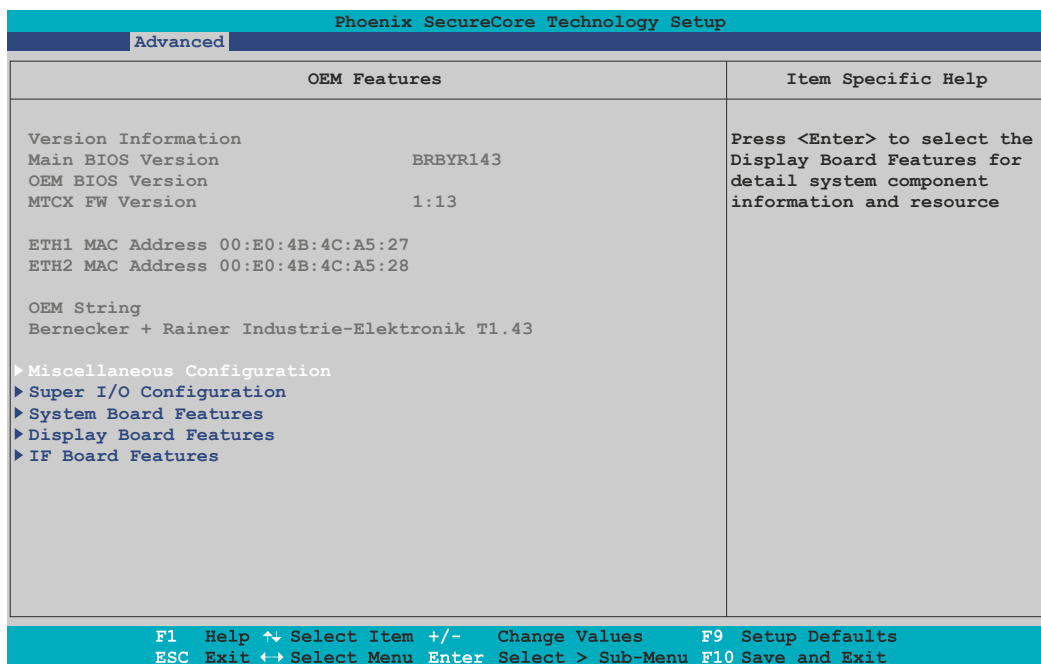 Phoenix SecureCore Technology Setup
Advanced
OEM Features
Item Specific Help
Version Information
Main BIOS Version BRBYR143
OEM BIOS Version
MTCX FW Version 1:13
ETH1 MAC Address 00:E0:4B:4C:A5:27
ETH2 MAC Address 00:E0:4B:4C:A5:28
OEM String
Bernecker + Rainer Industrie-Elektronik T1.43
Miscellaneous Configuration
Super I/O Configuration
System Board Features
Display Board Features
IF Board Features
Press <Enter> to select the
Display Board Features for
detail system component
information and resource
F1 Help ↑↓ Select Item +/- Change Values F9 Setup Defaults
ESC Exit ←→ Select Menu Enter Select > Sub-Menu F10 Save and Exit